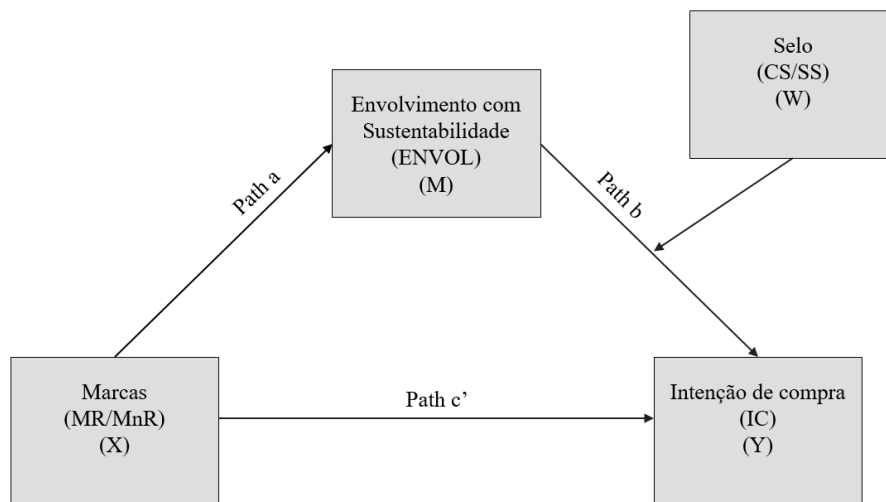 Selo
(CS/SS)
(W)
Envolvimento com
Sustentabilidade
(ENVOL)
(M)
Path a
Path b
Marcas
(MR/MnR)
(X)
Path c’
Intenção de compra
(IC)
(Y)